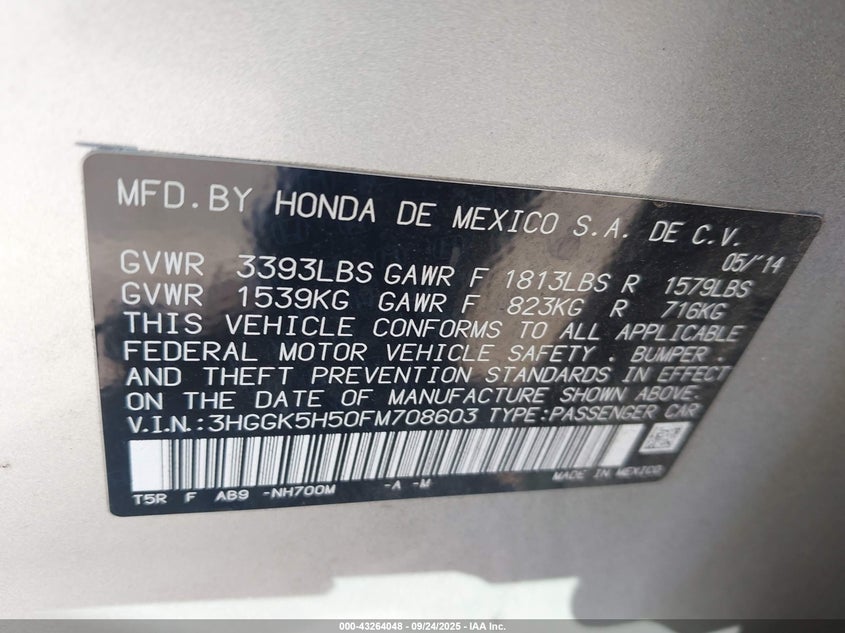 MFD.BY HONDA DE MEXICO S.A. DE C.V.
05/'14
GVWR 3393LBS GAWR F 1813LBS R 1579LBS
GVWR 1539KG GAWR F 823KG R 716KG
THIS VEHICLE CONFORMS TO ALL APPLICABLE
FEDERAL MOTOR VEHICLE SAFETY . BUMPER .
AND THEFT PREVENTION STANDARDS IN EFFECT
ON THE DATE OF MANUFACTURE SHOWN ABOVE.
V.I.N.:3HGGK5H50FM708603 TYPE:PASSENGER CAR
MADE IN MEXICO
T5R F AB9 -NH700M -A -M-
000-43264048 - 09/24/2025 - IAA Inc.